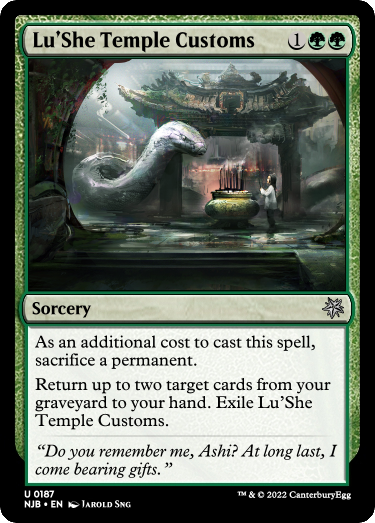 Lu'She Temple Customs 1
Sorcery
As an additional cost to cast this spell,
sacrifice a permanent.
Return up to two target cards from your
graveyard to your hand. Exile Lu'She
Temple Customs.
"Do you remember me, Ashi? At long last, I
come bearing gifts."
U 0187
NJB • EN Jarold Sng
™ & © 2022 CanterburyEgg